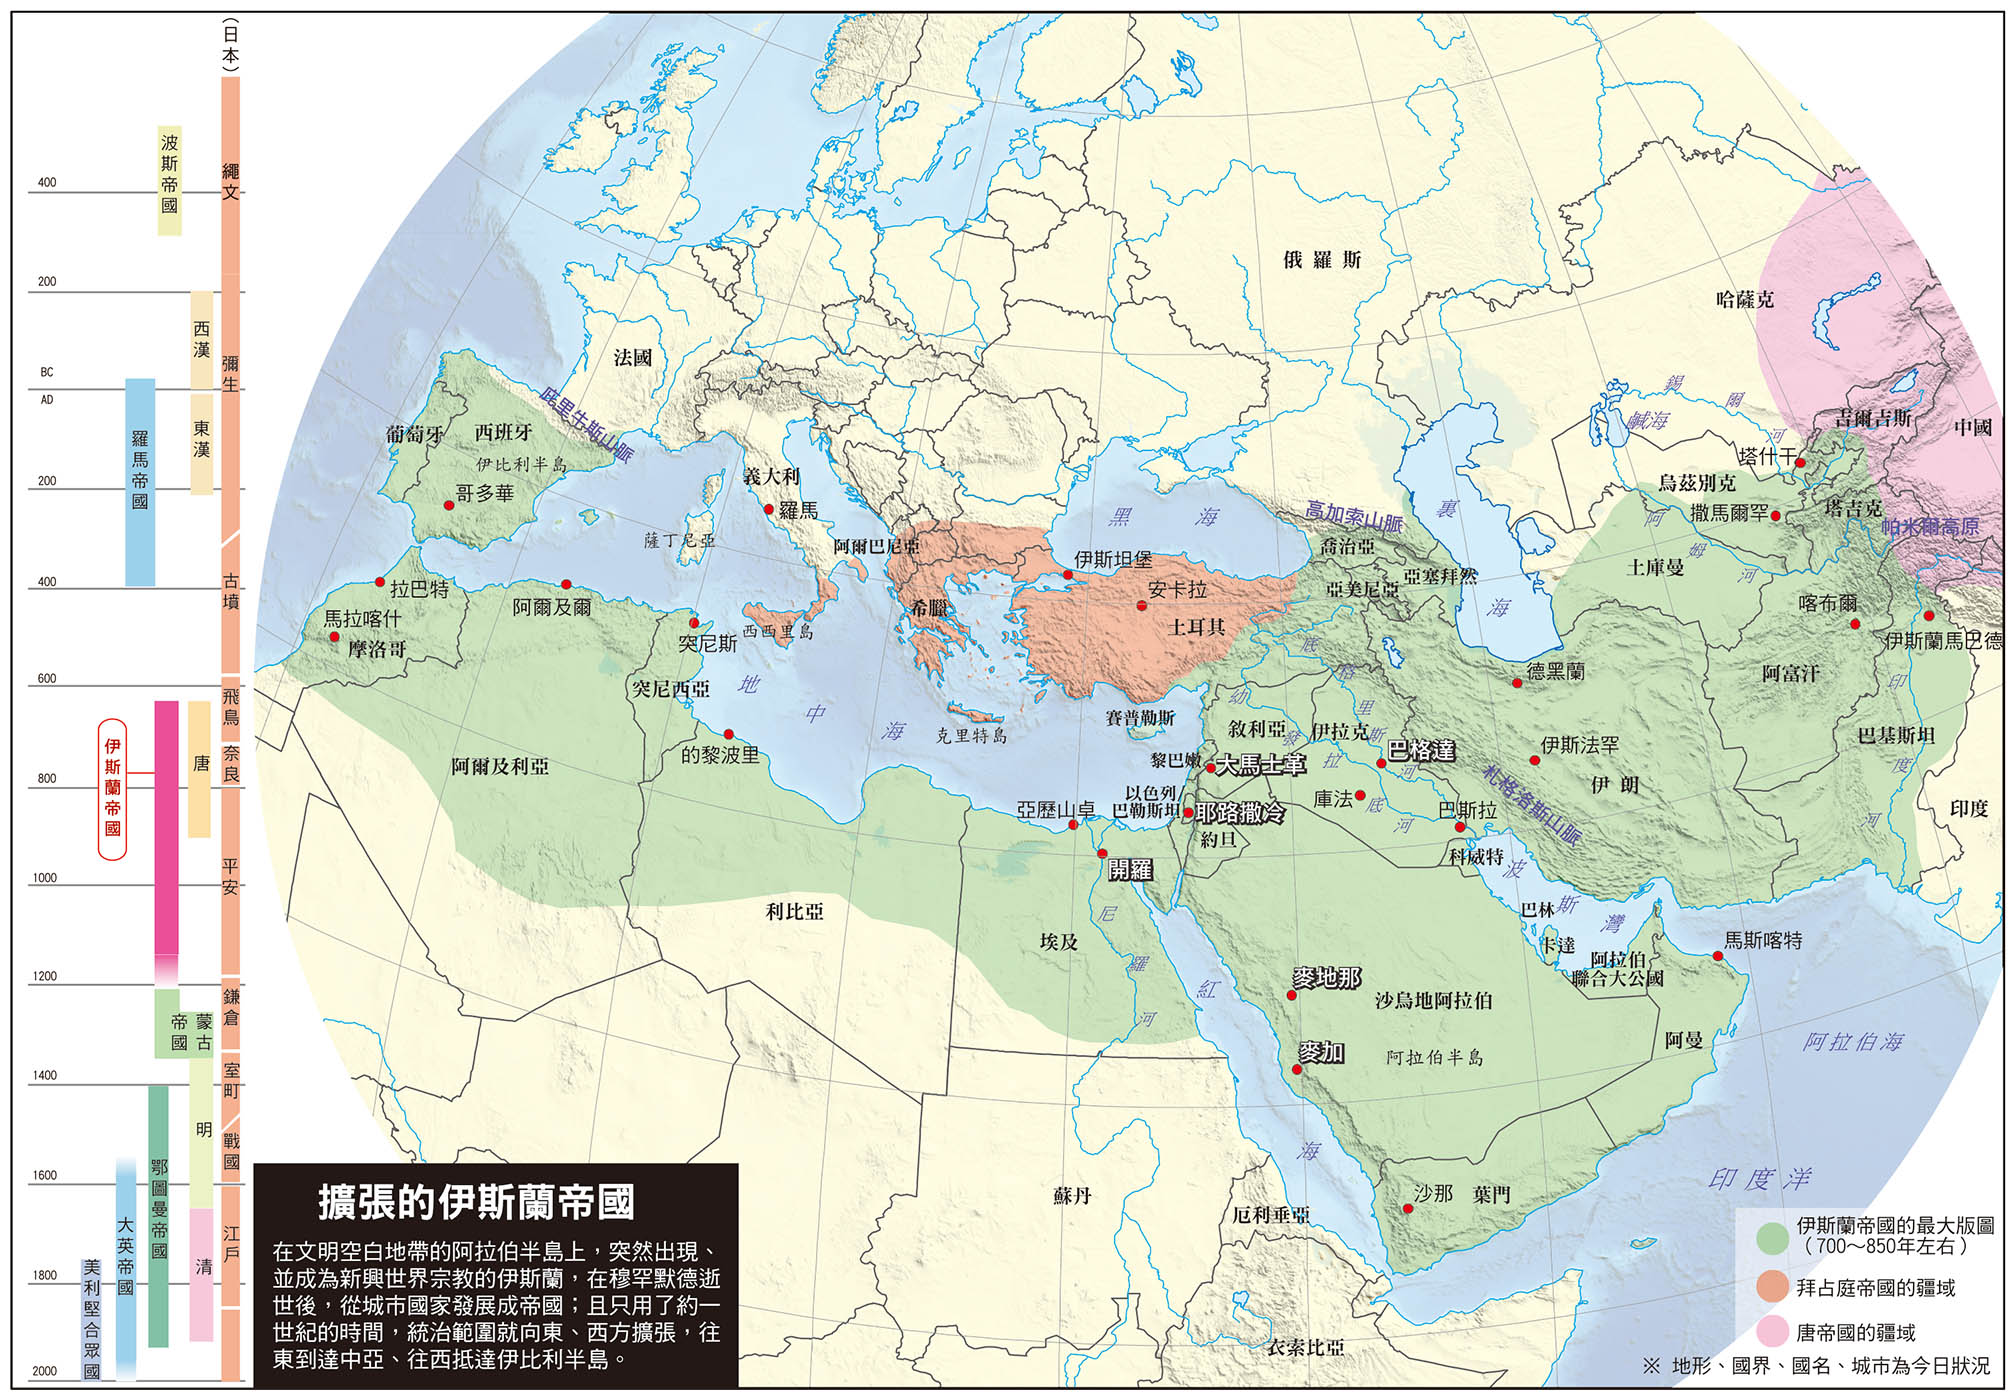 （日本）
繩文
彌生
古墳
飛鳥
奈良
平安
鎌倉
室町
戰國
江戶
400
200
BC
AD
200
400
600
800
1000
1200
1400
1600
1800
2000
波斯帝國
西漢
東漢
羅馬帝國
伊斯蘭帝國
唐
蒙古
帝國
明
鄂圖曼帝國
大英帝國
清
美利堅合眾國
俄羅斯
哈薩克
法國
庇里牛斯山脈
葡萄牙
西班牙
伊比利半島
哥多華
義大利
羅馬
薩丁尼亞
阿爾巴尼亞
希臘
西西里島
克里特島
黑海
伊斯坦堡
安卡拉
土耳其
高加索山脈
喬治亞
亞美尼亞
亞塞拜然
裏海
鹹海
錫爾河
阿姆河
吉爾吉斯
中國
塔什干
烏茲別克
撒馬爾罕
塔吉克
帕米爾高原
土庫曼
喀布爾
伊斯蘭馬巴德
阿富汗
巴基斯坦
印度河
印度
德黑蘭
伊斯法罕
伊朗
札格洛斯山脈
拉巴特
馬拉喀什
摩洛哥
阿爾及爾
突尼斯
突尼西亞
阿爾及利亞
的黎波里
地中海
賽普勒斯
敘利亞
伊拉克
底格里斯河
幼發拉底河
黎巴嫩
大馬士革
巴格達
以色列/
巴勒斯坦
耶路撒冷
約旦
庫法
巴斯拉
科威特
亞歷山卓
開羅
尼羅河
利比亞
埃及
紅海
波斯灣
巴林
卡達
阿拉伯
聯合大公國
馬斯喀特
麥地那
沙烏地阿拉伯
麥加
阿拉伯半島
阿曼
阿拉伯海
沙那
葉門
印度洋
蘇丹
厄利垂亞
衣索比亞
擴張的伊斯蘭帝國
在文明空白地帶的阿拉伯半島上，突然出現、
並成為新興世界宗教的伊斯蘭，在穆罕默德逝
世後，從城市國家發展成帝國；且只用了約一
世紀的時間，統治範圍就向東、西方擴張，往
東到達中亞、往西抵達伊比利半島。
伊斯蘭帝國的最大版圖
（700～850年左右）
拜占庭帝國的疆域
唐帝國的疆域
※ 地形、國界、國名、城市為今日狀況